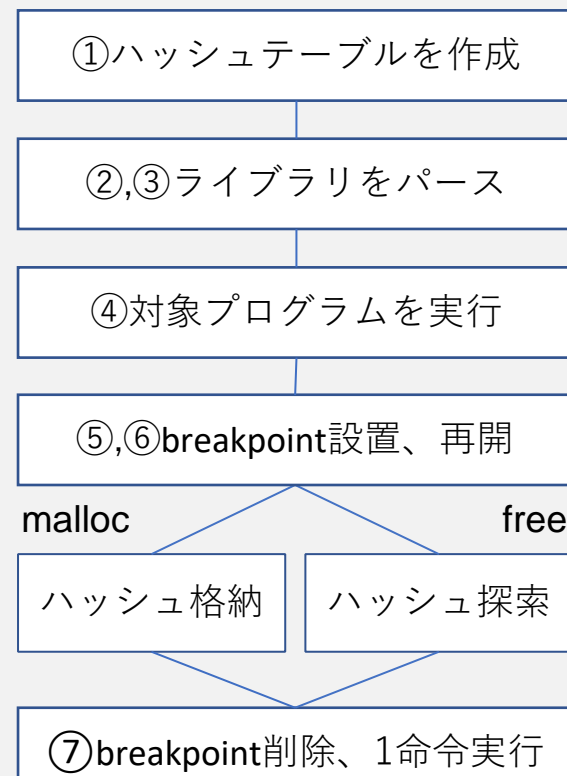 ①ハッシュテーブルを作成
②,③ライブラリをパース
④対象プログラムを実行
⑤,⑥breakpoint設置、再開
malloc free
ハッシュ格納 ハッシュ探索
⑦breakpoint削除、1命令実行